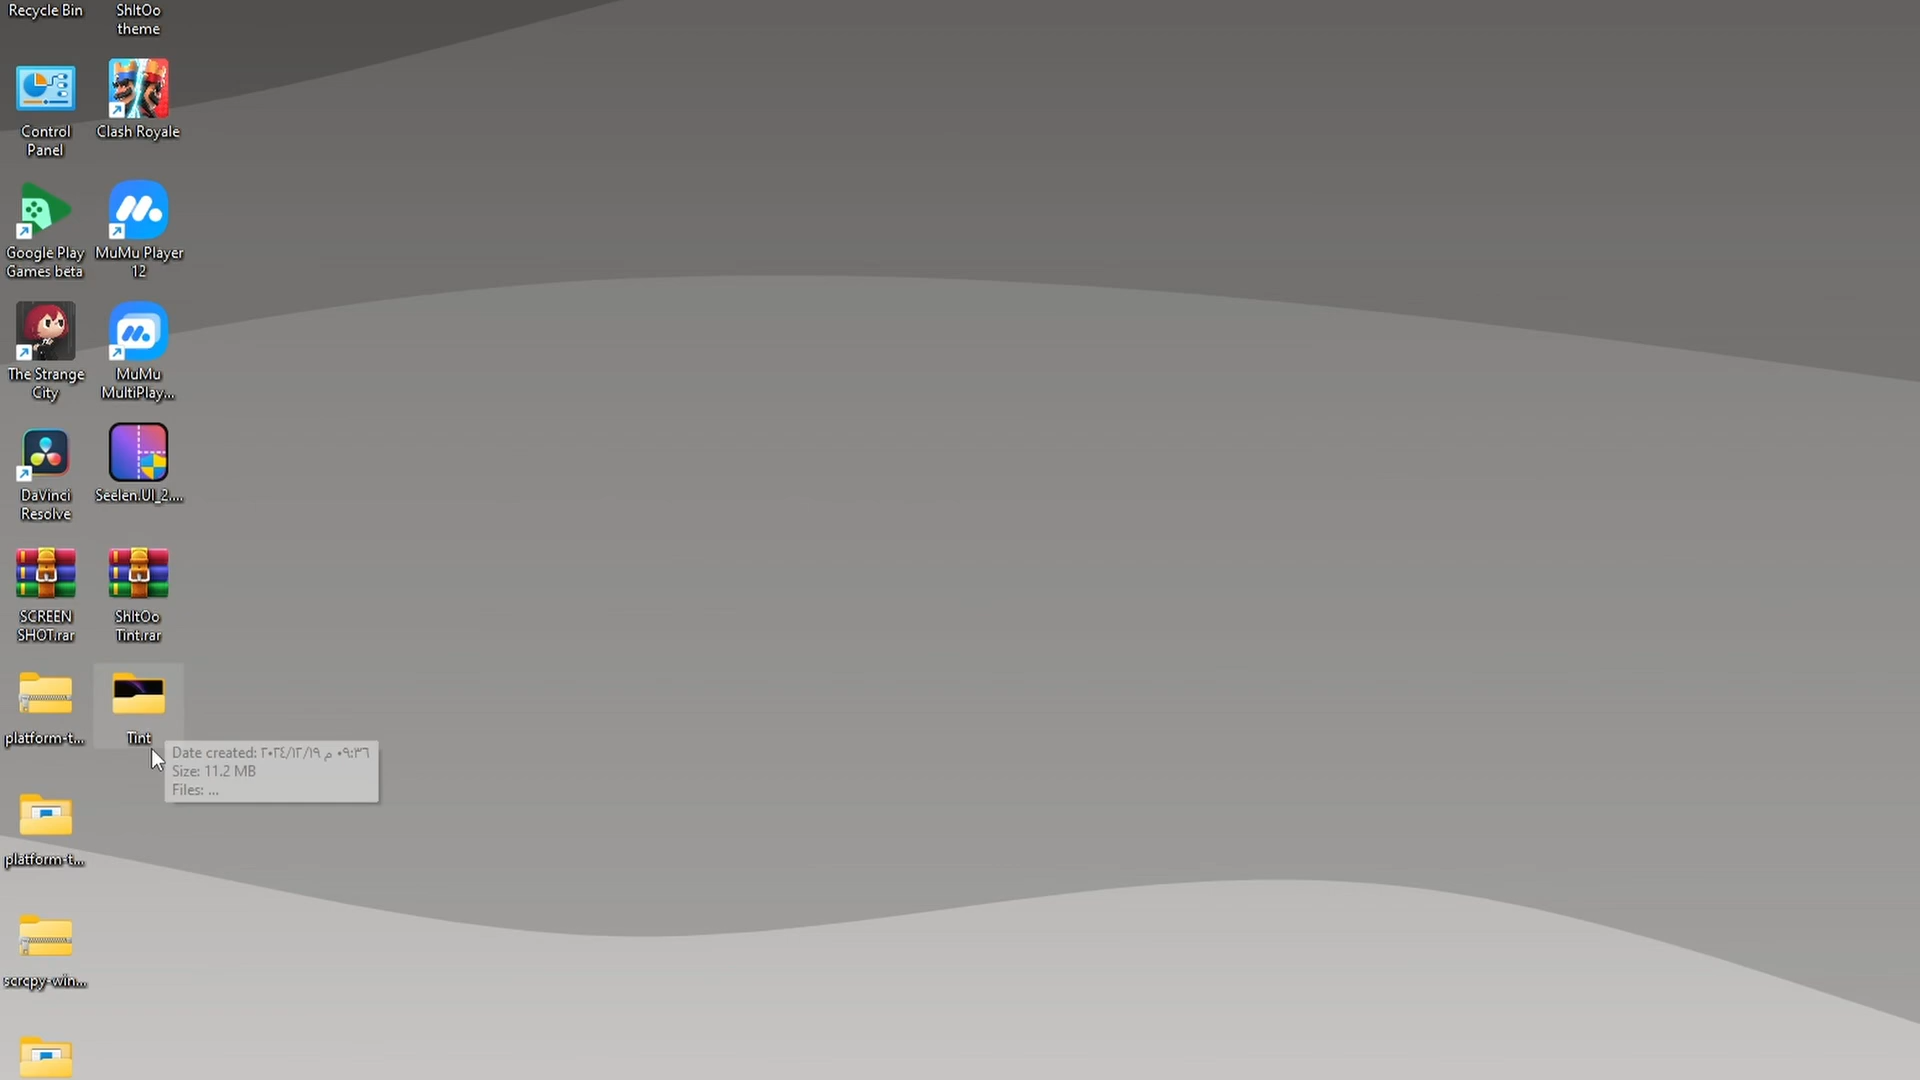 Recycle Bin
ShItOo
theme
Control
Panel
Clash Royale
Google Play
Games beta
MuMu Player
12
The Strange
City
MuMu
MultiPlay...
DaVinci
Resolve
Seelen.UI_2....
SCREEN
SHOT.rar
ShItOo
Tint.rar
platform-t...
Tint
Date created: ٢٠٢٤/١٢/١٩ م ٠٩:٣٦
Size: 11.2 MB
Files: ...
platform-t...
scrcpy-win...